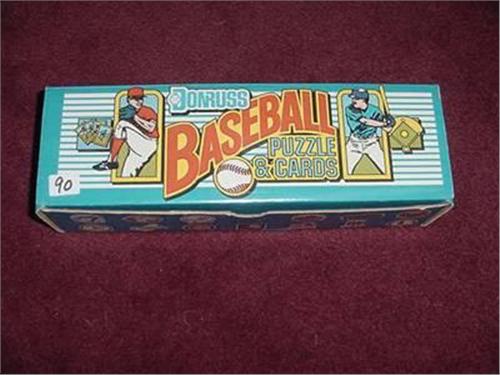 DONRUSS
BASEBALL
PUZZLE
& CARDS
90